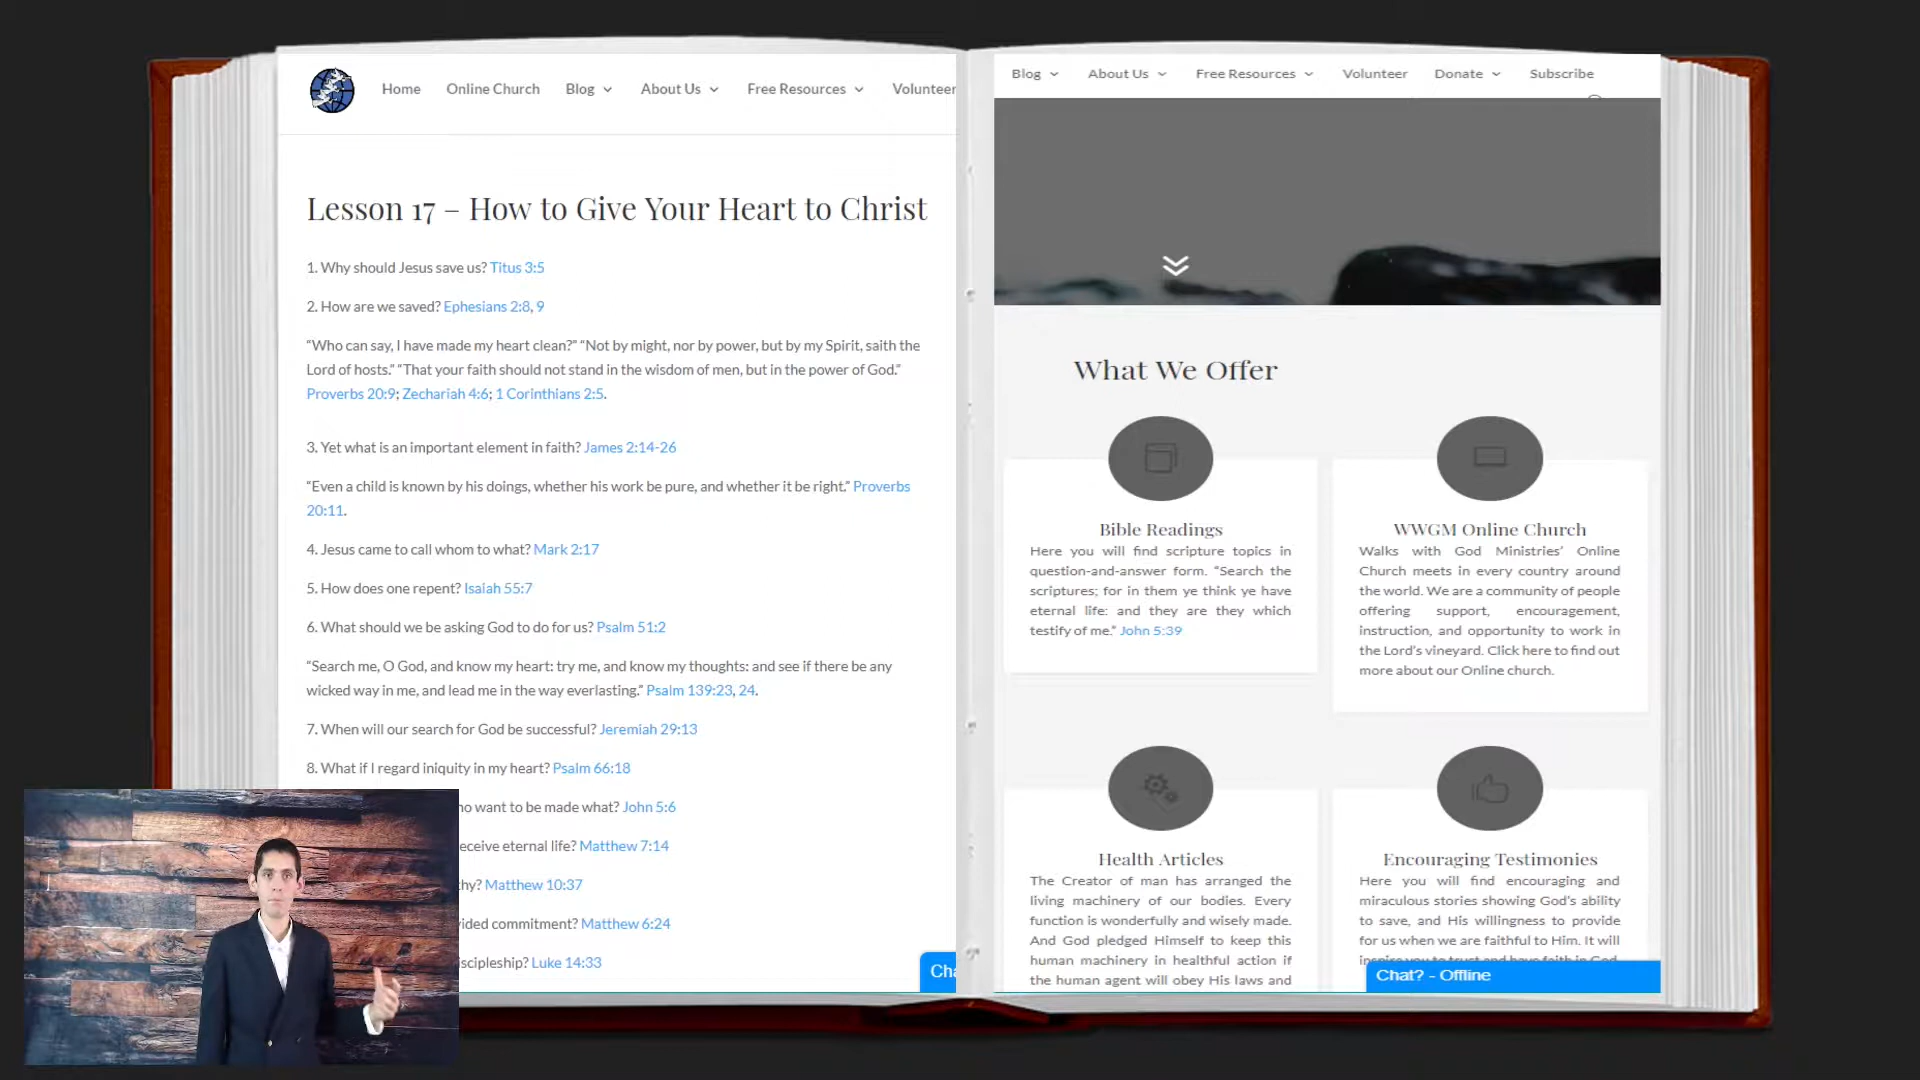 Home Online Church Blog About Us Free Resources Volunteer
Lesson 17 – How to Give Your Heart to Christ
1. Why should Jesus save us? Titus 3:5
2. How are we saved? Ephesians 2:8, 9
“Who can say, I have made my heart clean?” “Not by might, nor by power, but by my Spirit, saith the
Lord of hosts.” “That your faith should not stand in the wisdom of men, but in the power of God.”
Proverbs 20:9; Zechariah 4:6; 1 Corinthians 2:5.
3. Yet what is an important element in faith? James 2:14-26
“Even a child is known by his doings, whether his work be pure, and whether it be right.” Proverbs
20:11.
4. Jesus came to call whom to what? Mark 2:17
5. How does one repent? Isaiah 55:7
6. What should we be asking God to do for us? Psalm 51:2
“Search me, O God, and know my heart: try me, and know my thoughts: and see if there be any
wicked way in me, and lead me in the way everlasting.” Psalm 139:23, 24.
7. When will our search for God be successful? Jeremiah 29:13
8. What if I regard iniquity in my heart? Psalm 66:18
want to be made what? John 5:6
eternal life? Matthew 7:14
Matthew 10:37
commitment? Matthew 6:24
Luke 14:33
Blog About Us Free Resources Volunteer Donate Subscribe
What We Offer
Bible Readings
Here you will find scripture topics in
question-and-answer form. “Search the
scriptures; for in them ye think ye have
eternal life: and they are they which
testify of me.” John 5:39
WWGM Online Church
Walks with God Ministries’ Online
Church meets in every country around
the world. We are a community of people
offering support, encouragement,
instruction, and opportunity to work in
the Lord’s vineyard. Click here to find out
more about our Online church.
Health Articles
The Creator of man has arranged the
living machinery of our bodies. Every
function is wonderfully and wisely made.
And God pledged Himself to keep this
human machinery in healthful action if
the human agent will obey His laws and
Encouraging Testimonies
Here you will find encouraging and
miraculous stories showing God’s ability
to save, and His willingness to provide
for us when we are faithful to Him. It will
inspire you to trust and have faith in God
Chat? - Offline